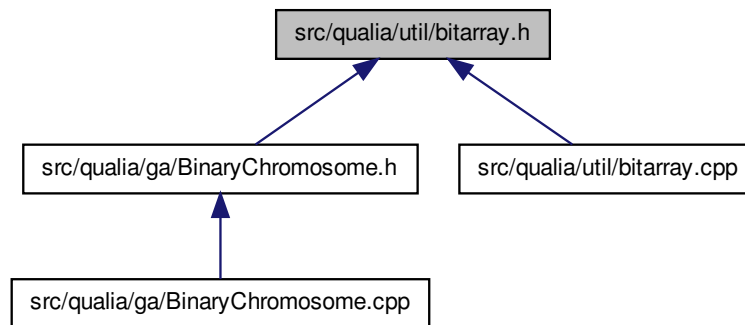 src/qualia/util/bitarray.h
src/qualia/ga/BinaryChromosome.h
src/qualia/util/bitarray.cpp
src/qualia/ga/BinaryChromosome.cpp